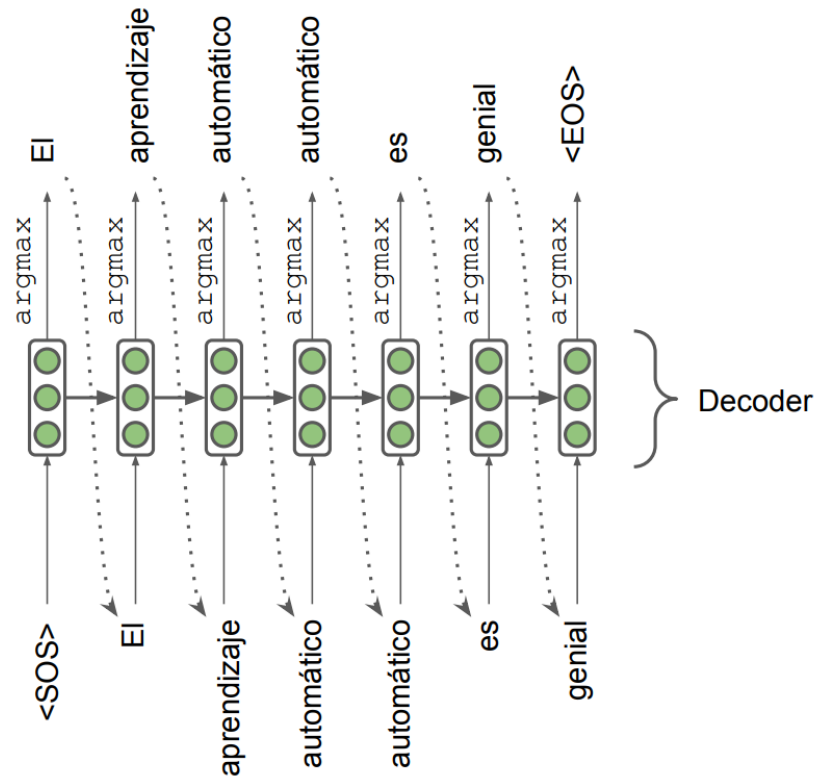 El
aprendizaje
automático
automático
es
genial
<EOS>
argmax
argmax
argmax
argmax
argmax
argmax
argmax
Decoder
<SOS>
El
aprendizaje
automático
automático
es
genial